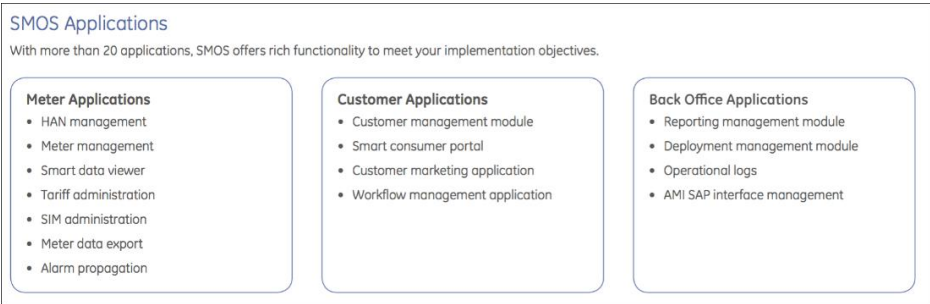 SMOS Applications
With more than 20 applications, SMOS offers rich functionality to meet your implementation objectives.
Meter Applications
• HAN management
• Meter management
• Smart data viewer
• Tariff administration
• SIM administration
• Meter data export
• Alarm propagation
Customer Applications
• Customer management module
• Smart consumer portal
• Customer marketing application
• Workflow management application
Back Office Applications
• Reporting management module
• Deployment management module
• Operational logs
• AMI SAP interface management